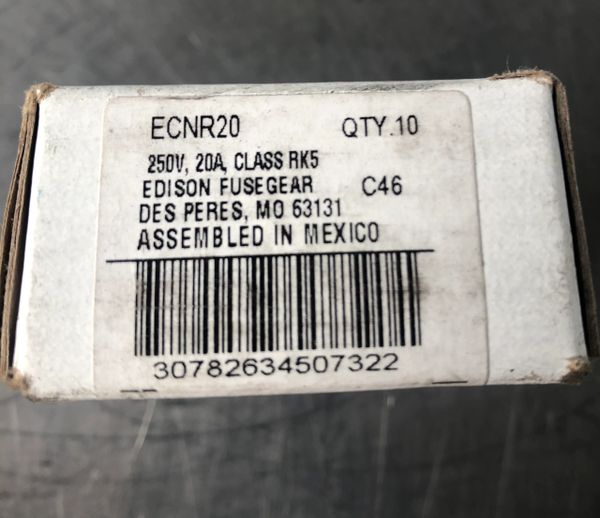 ECNR20 QTY.10
250V, 20A, CLASS RK5
EDISON FUSEGEAR C46
DES PERES, MO 63131
ASSEMBLED IN MEXICO
30782634507322